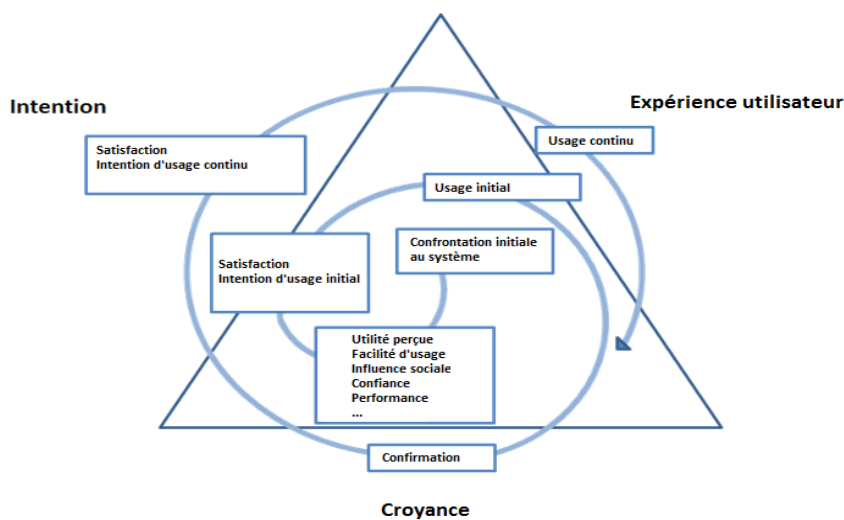 Intention
Expérience utilisateur
Satisfaction
Intention d'usage continu
Usage continu
Usage initial
Satisfaction
Intention d'usage initial
Confrontation initiale
au système
Utilité perçue
Facilité d'usage
Influence sociale
Confiance
Performance
...
Confirmation
Croyance